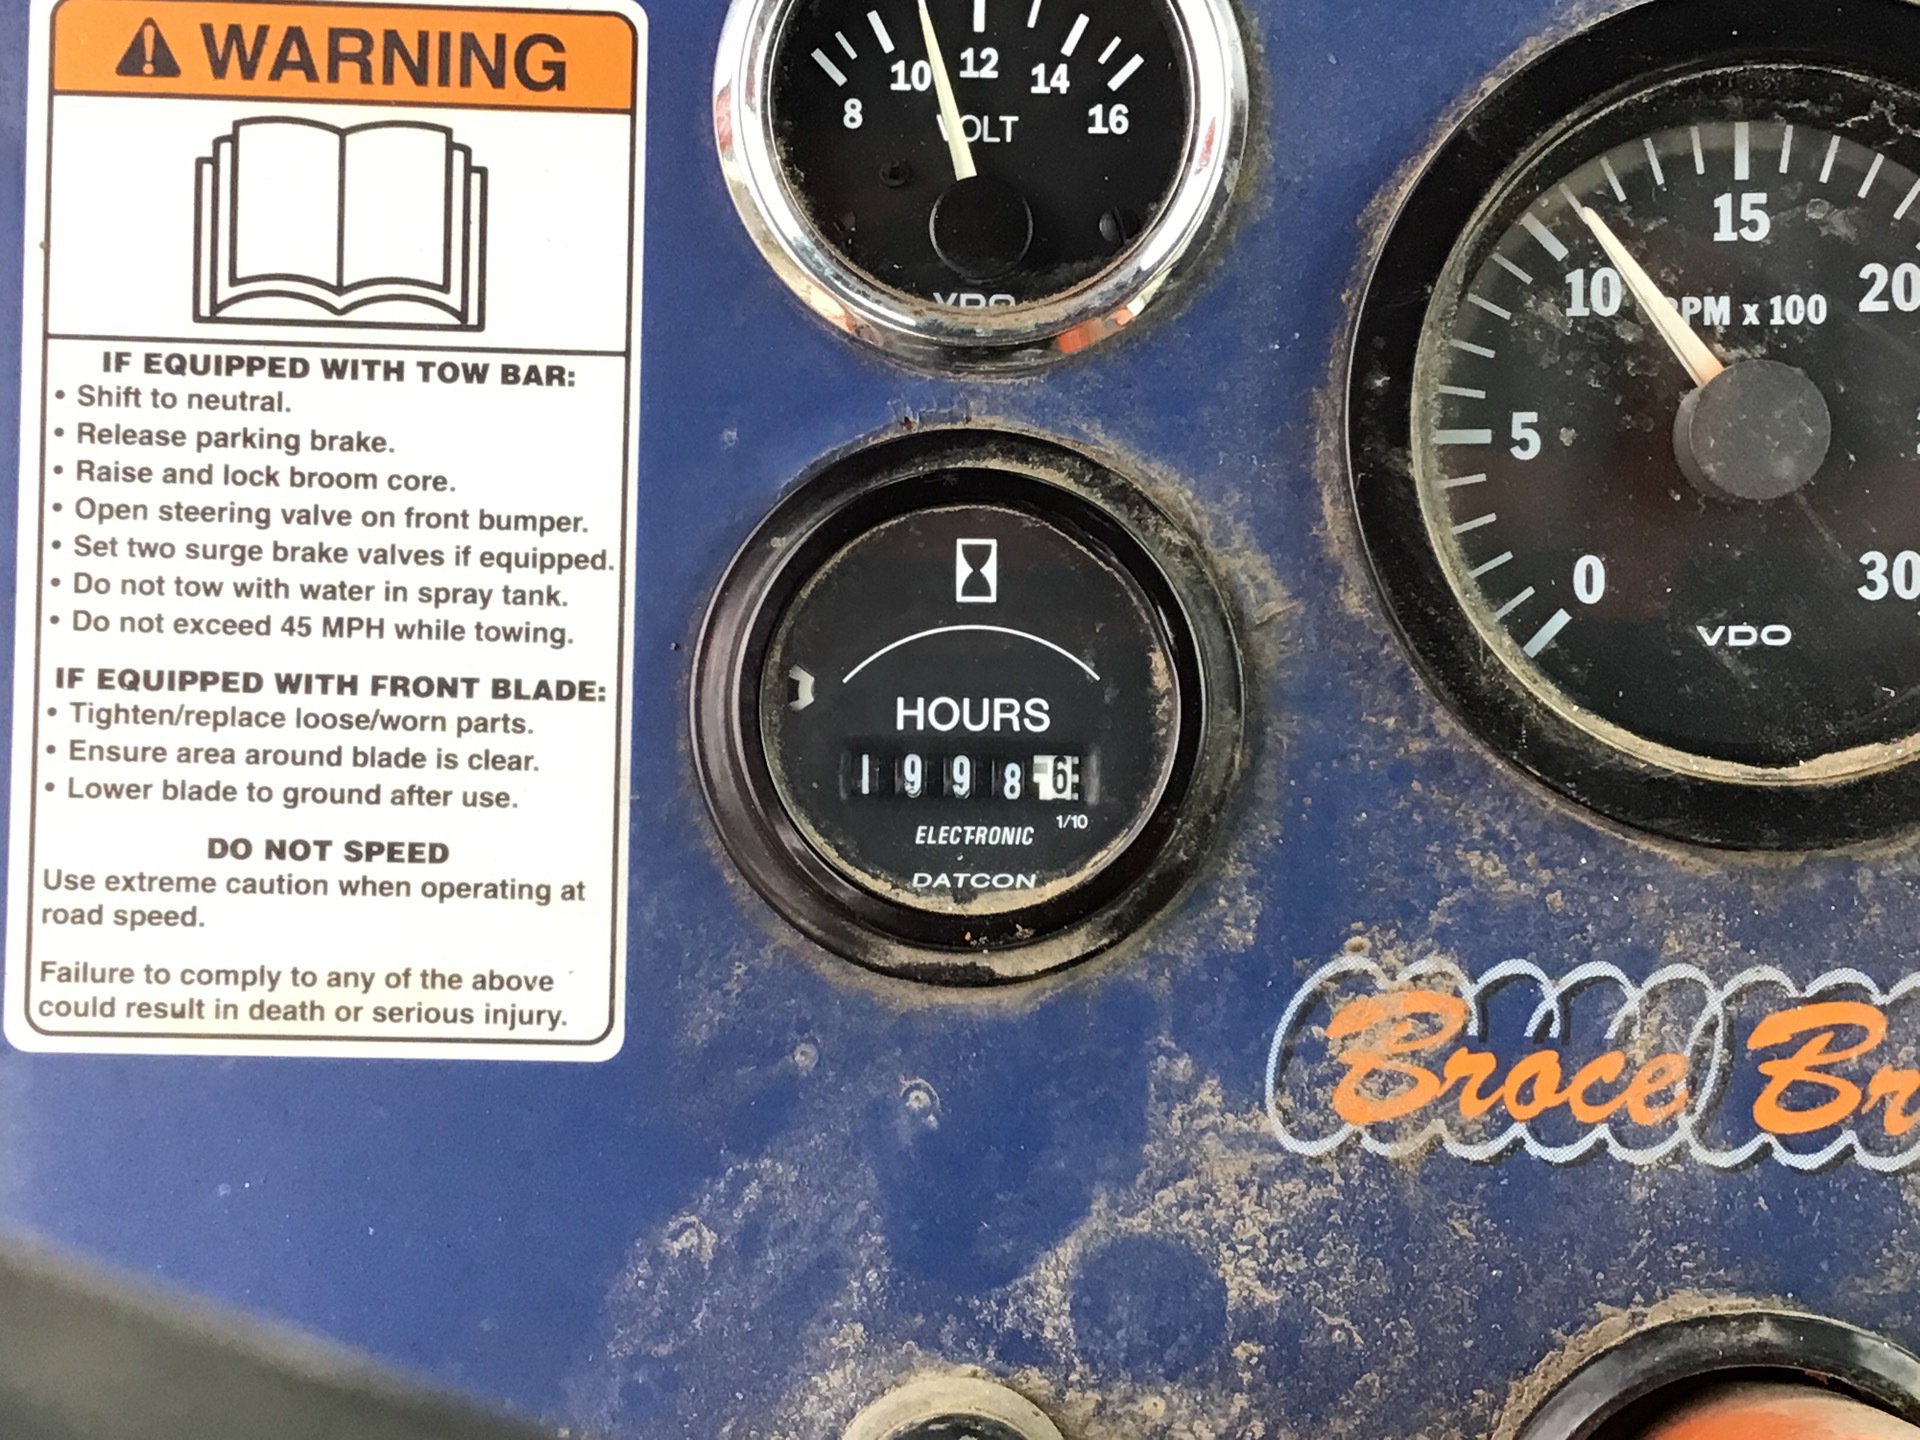 WARNING
IF EQUIPPED WITH TOW BAR:
• Shift to neutral.
• Release parking brake.
• Raise and lock broom core.
• Open steering valve on front bumper.
• Set two surge brake valves if equipped.
• Do not tow with water in spray tank.
• Do not exceed 45 MPH while towing.
IF EQUIPPED WITH FRONT BLADE:
• Tighten/replace loose/worn parts.
• Ensure area around blade is clear.
• Lower blade to ground after use.
DO NOT SPEED
Use extreme caution when operating at
road speed.
Failure to comply to any of the above
could result in death or serious injury.
8 10 12 14 16
VOLT
VDO
HOURS
1 9 9 8 6
1/10
ELECTRONIC
DATCON
0 5 10 15 20 30
RPM x 100
VDO
Broce